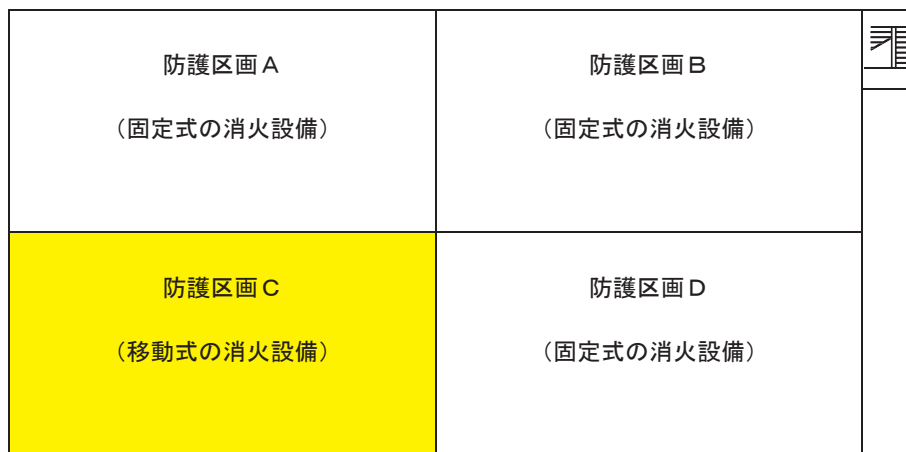 防護区画Ａ
（固定式の消火設備）
防護区画Ｂ
（固定式の消火設備）
防護区画Ｃ
（移動式の消火設備）
防護区画Ｄ
（固定式の消火設備）